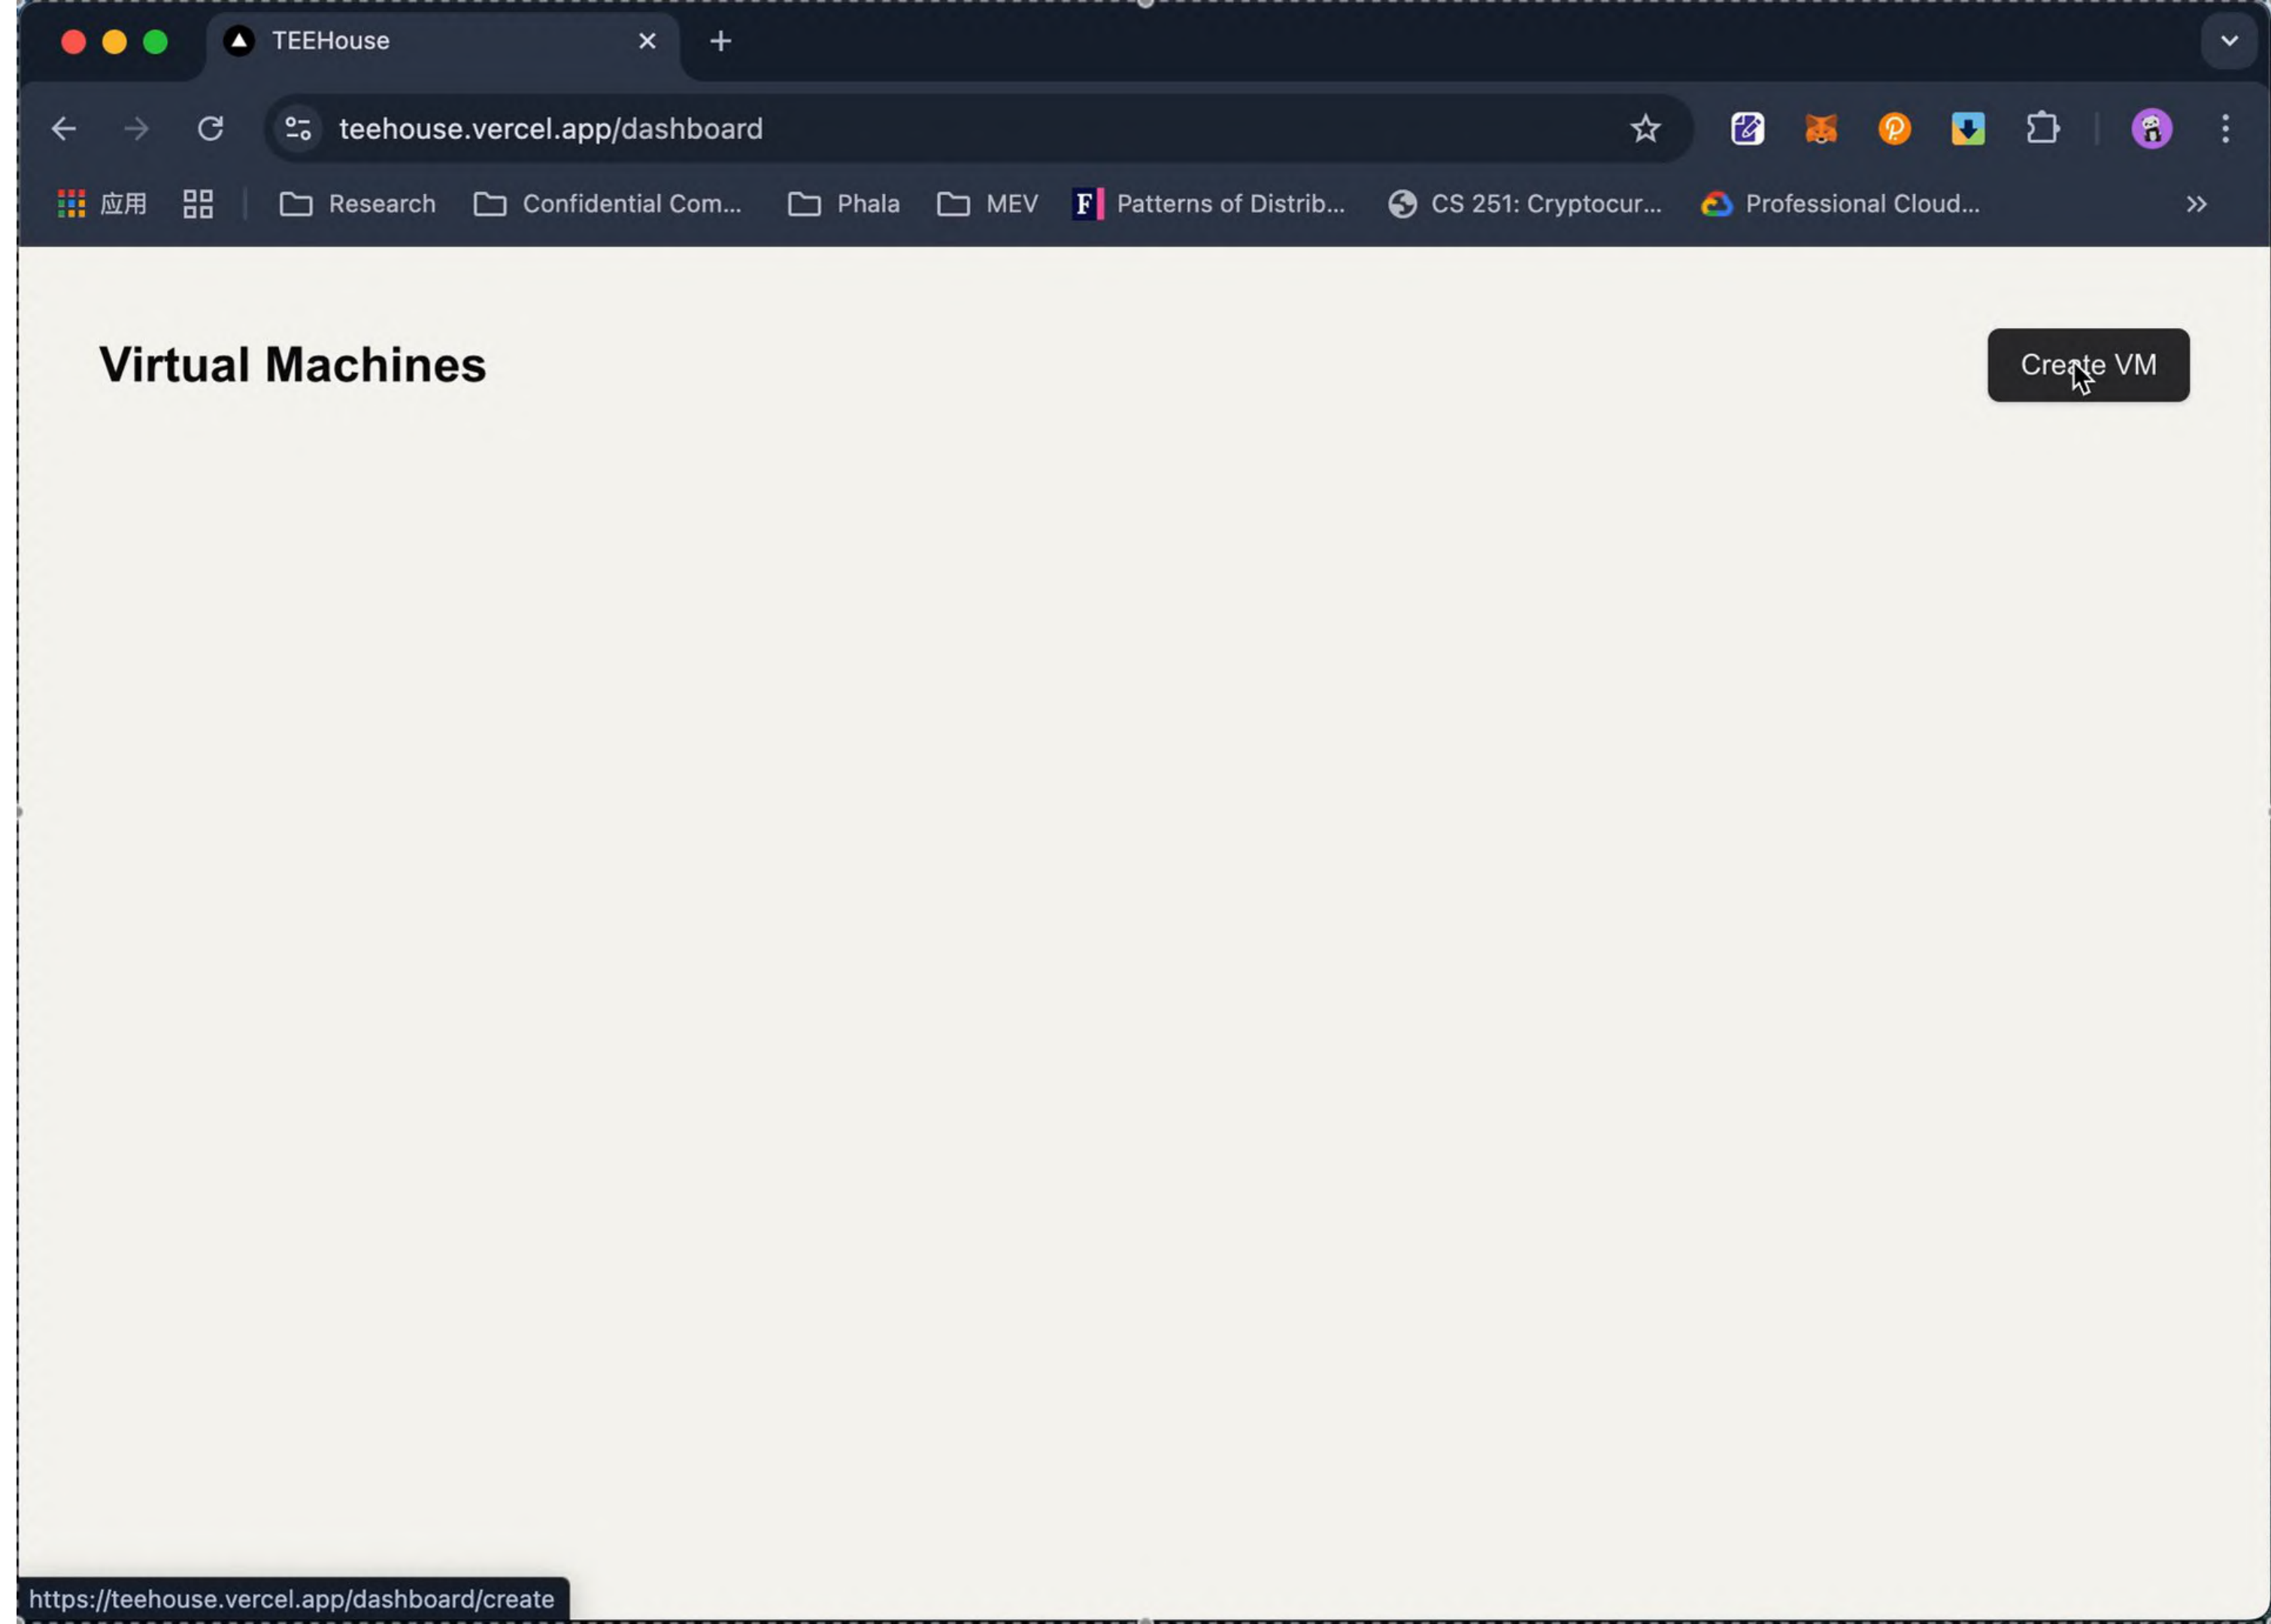 TEEHouse
teehouse.vercel.app/dashboard
应用 Research Confidential Com... Phala MEV F Patterns of Distrib... CS 251: Cryptocur... Professional Cloud...
Virtual Machines
Create VM
https://teehouse.vercel.app/dashboard/create